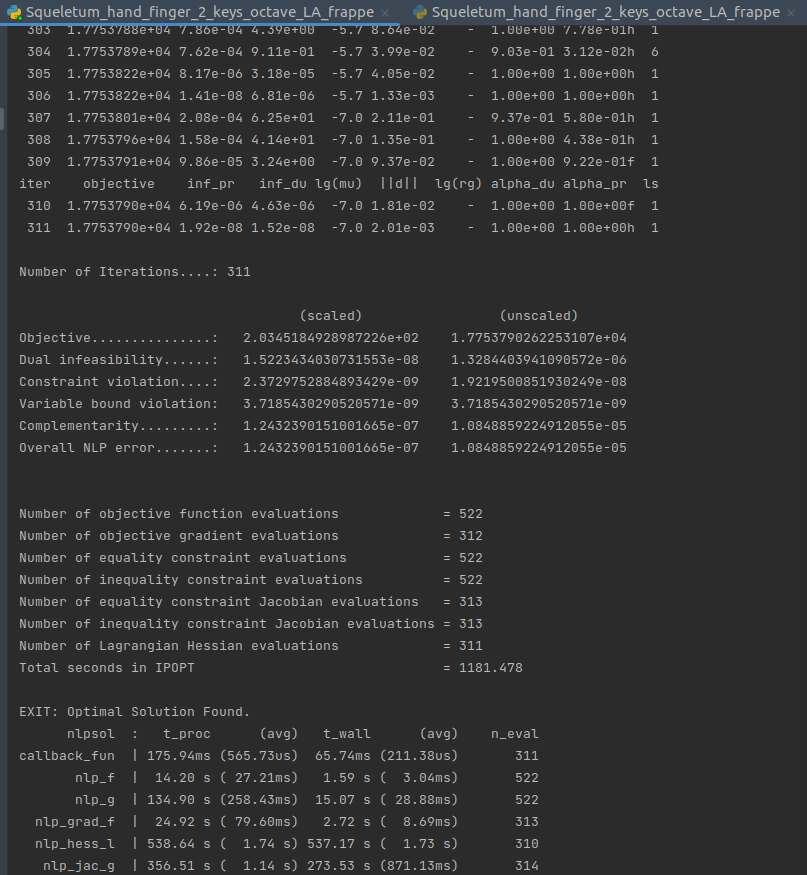 Squeletum_hand_finger_2_keys_octave_LA_frappe × Squeletum_hand_finger_2_keys_octave_LA_frappe ×
303 1.7753788e+04 7.86e-04 4.39e+00 -5.7 8.64e-02 - 1.00e+00 7.78e-01h 1
304 1.7753789e+04 7.62e-04 9.11e-01 -5.7 3.99e-02 - 9.03e-01 3.12e-02h 6
305 1.7753822e+04 8.17e-06 3.18e-05 -5.7 4.05e-02 - 1.00e+00 1.00e+00h 1
306 1.7753822e+04 1.41e-08 6.81e-06 -5.7 1.33e-03 - 1.00e+00 1.00e+00h 1
307 1.7753801e+04 2.08e-04 6.25e+01 -7.0 2.11e-01 - 9.37e-01 5.80e-01h 1
308 1.7753796e+04 1.58e-04 4.14e+01 -7.0 1.35e-01 - 1.00e+00 4.38e-01h 1
309 1.7753791e+04 9.86e-05 3.24e+00 -7.0 9.37e-02 - 1.00e+00 9.22e-01f 1
iter objective inf_pr inf_du lg(mu) ||d|| lg(rg) alpha_du alpha_pr ls
310 1.7753790e+04 6.19e-06 4.63e-06 -7.0 1.81e-02 - 1.00e+00 1.00e+00f 1
311 1.7753790e+04 1.92e-08 1.52e-08 -7.0 2.01e-03 - 1.00e+00 1.00e+00h 1
Number of Iterations....: 311
(scaled) (unscaled)
Objective...............: 2.0345184928987226e+02 1.7753790262253107e+04
Dual infeasibility......: 1.5223434030731553e-08 1.3284403941090572e-06
Constraint violation....: 2.3729752884893429e-09 1.9219500851930249e-08
Variable bound violation: 3.7185430290520571e-09 3.7185430290520571e-09
Complementarity.........: 1.2432390151001665e-07 1.0848859224912055e-05
Overall NLP error.......: 1.2432390151001665e-07 1.0848859224912055e-05
Number of objective function evaluations = 522
Number of objective gradient evaluations = 312
Number of equality constraint evaluations = 522
Number of inequality constraint evaluations = 522
Number of equality constraint Jacobian evaluations = 313
Number of inequality constraint Jacobian evaluations = 313
Number of Lagrangian Hessian evaluations = 311
Total seconds in IPOPT = 1181.478
EXIT: Optimal Solution Found.
nlpsol : t_proc (avg) t_wall (avg) n_eval
callback_fun | 175.94ms (565.73us) 65.74ms (211.38us) 311
nlp_f | 14.20 s ( 27.21ms) 1.59 s ( 3.04ms) 522
nlp_g | 134.90 s (258.43ms) 15.07 s ( 28.88ms) 522
nlp_grad_f | 24.92 s ( 79.60ms) 2.72 s ( 8.69ms) 313
nlp_hess_l | 538.64 s ( 1.74 s) 537.17 s ( 1.73 s) 310
nlp_jac_g | 356.51 s ( 1.14 s) 273.53 s (871.13ms) 314